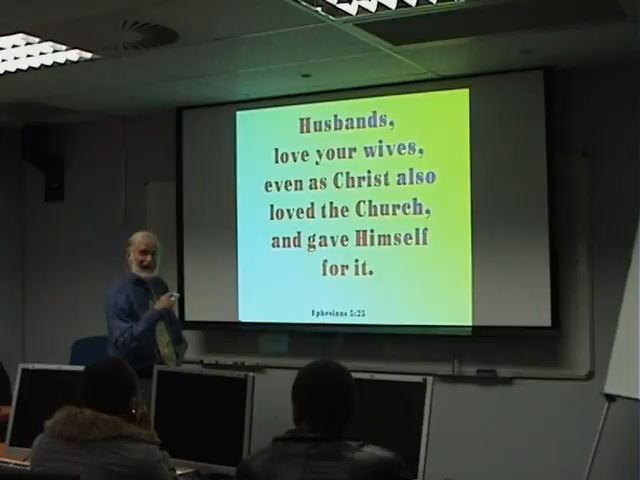 Husbands,
love your wives,
even as Christ also
loved the Church,
and gave Himself
for it.
Ephesians 5:25